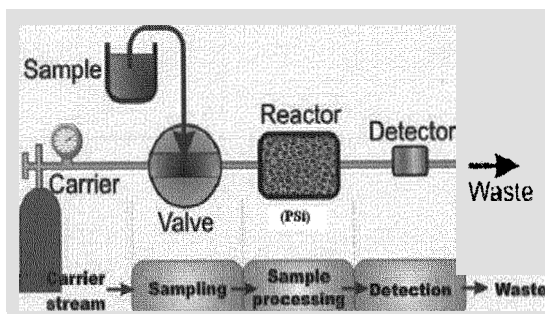 Sample
Reactor
Detector
Carrier
Waste
Valve
(PSi)
Carrier stream
Sampling
Sample processing
Detection
Waste